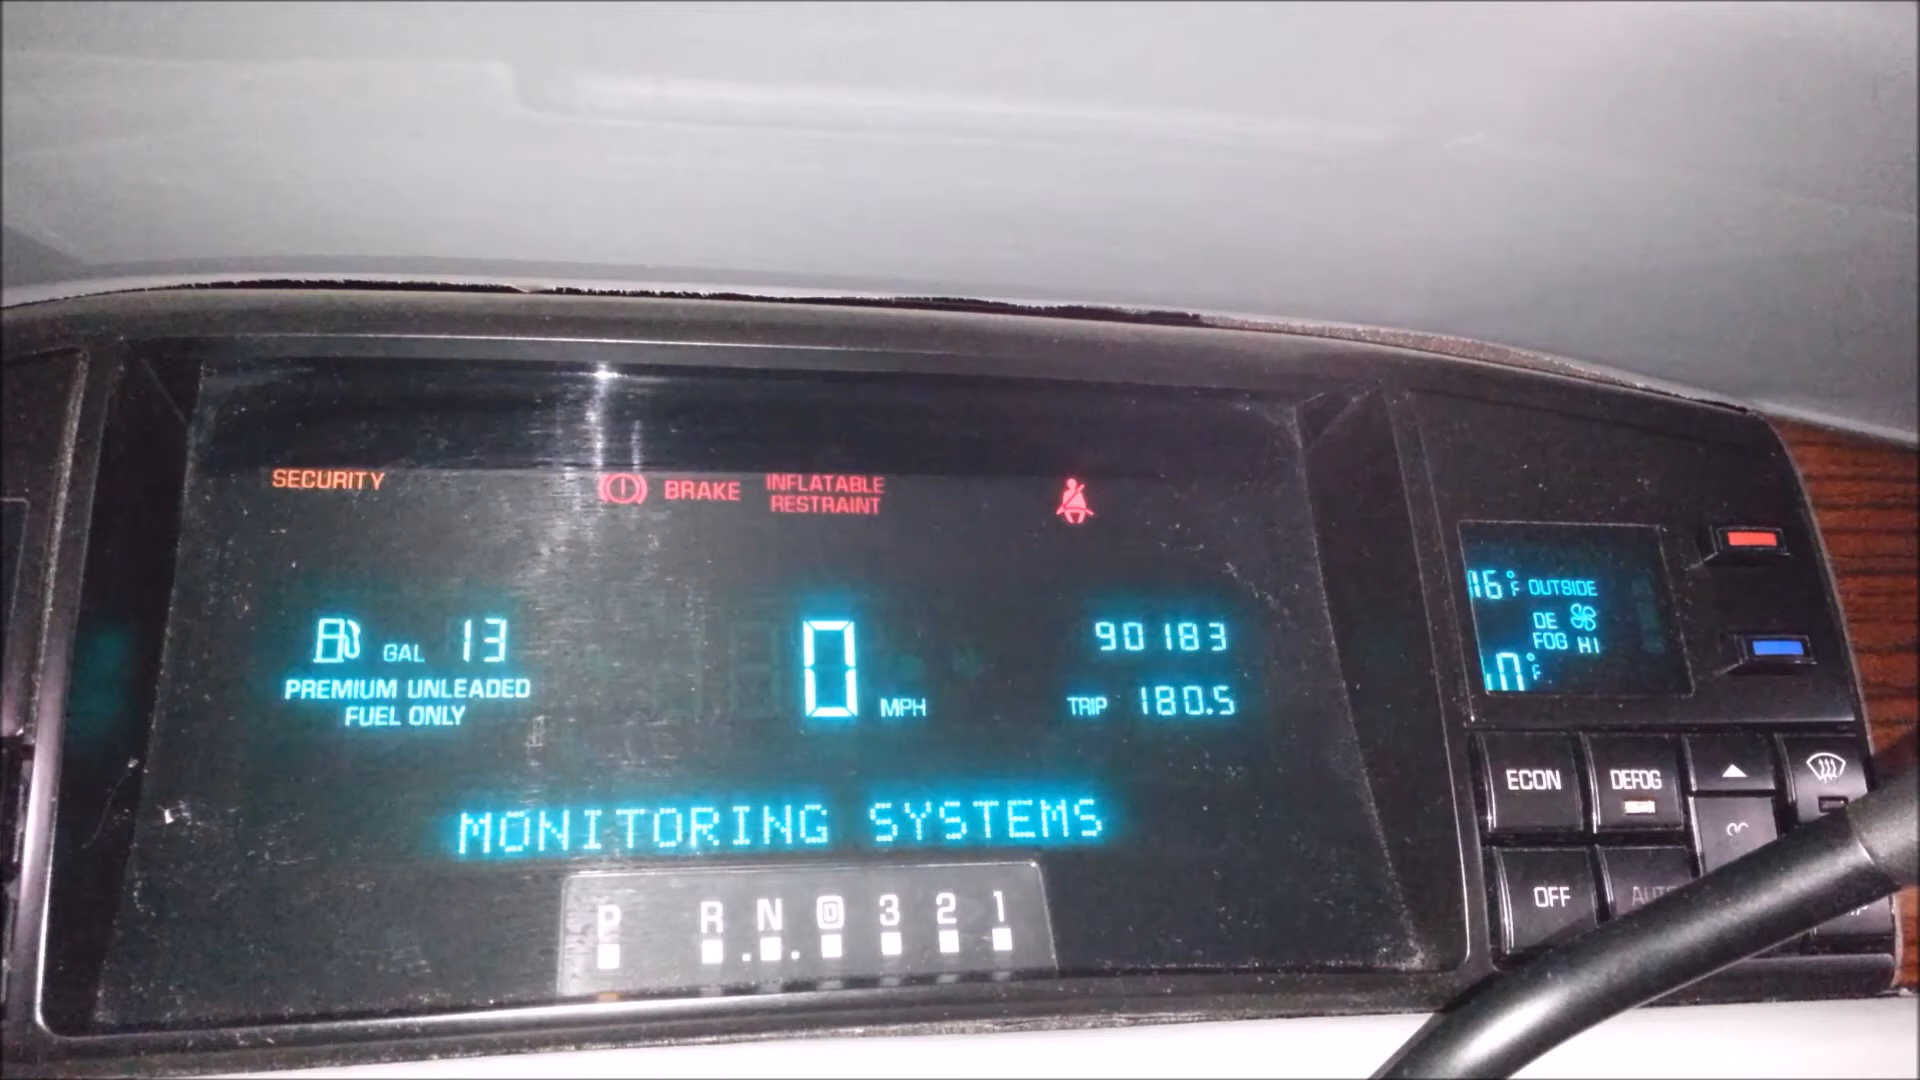 SECURITY
BRAKE
INFLATABLE
RESTRAINT
GAL 13
PREMIUM UNLEADED
FUEL ONLY
0 MPH
90183
TRIP 180.5
MONITORING SYSTEMS
P R N D 3 2 1
16°F OUTSIDE
DE
FOG HI
°F
ECON
DEFOG
OFF